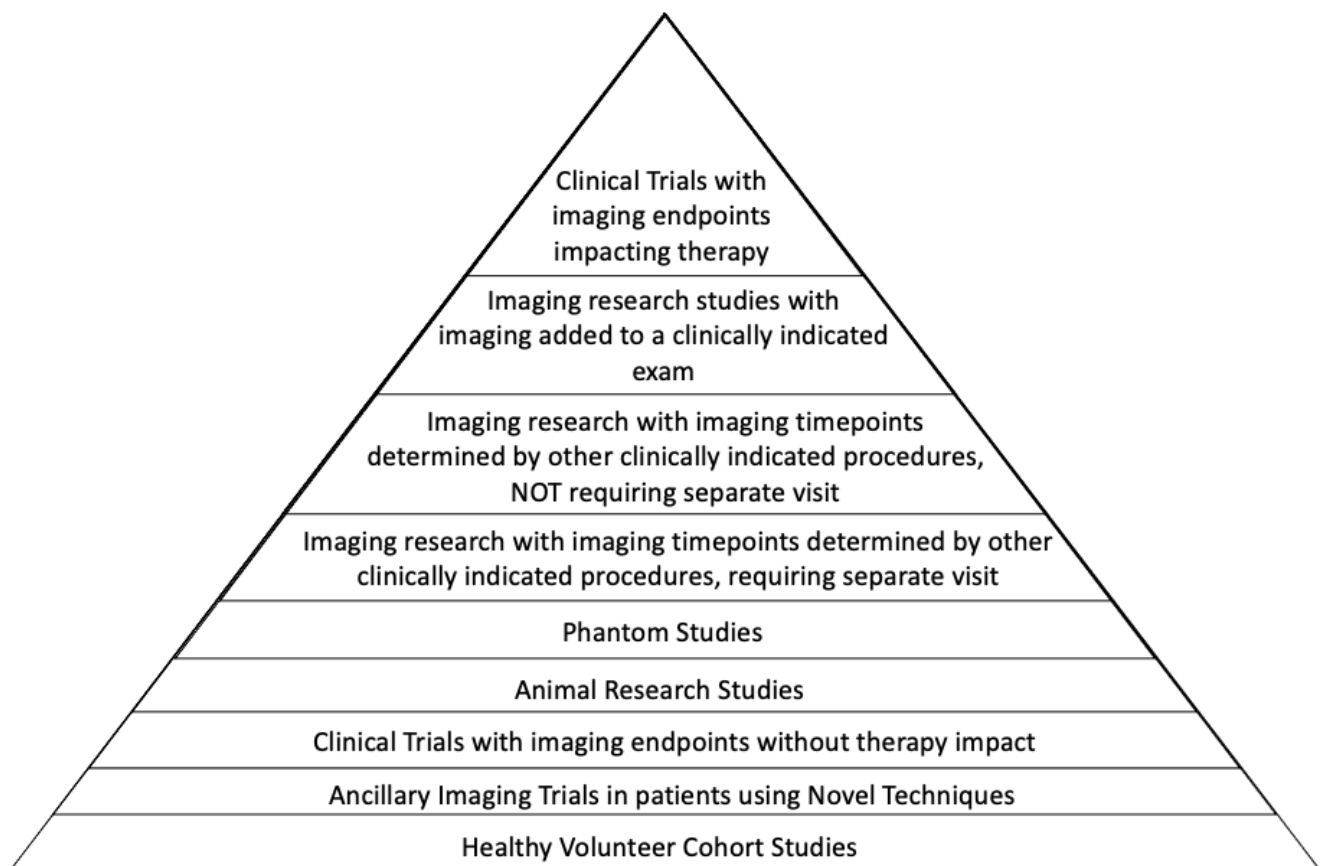 Clinical Trials with
imaging endpoints
impacting therapy
Imaging research studies with
imaging added to a clinically indicated
exam
Imaging research with imaging timepoints
determined by other clinically indicated procedures,
NOT requiring separate visit
Imaging research with imaging timepoints determined by other
clinically indicated procedures, requiring separate visit
Phantom Studies
Animal Research Studies
Clinical Trials with imaging endpoints without therapy impact
Ancillary Imaging Trials in patients using Novel Techniques
Healthy Volunteer Cohort Studies